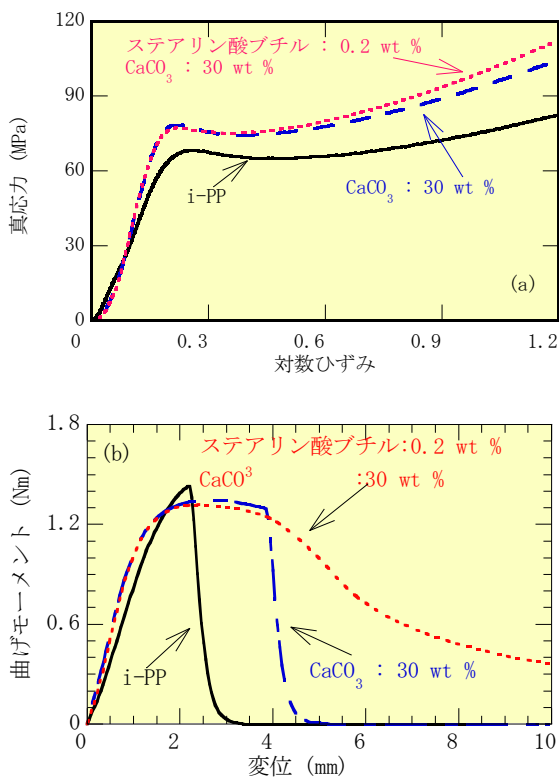 120
90
60
30
0
真応力 (MPa)
ステアリン酸ブチル : 0.2 wt %
CaCO3 : 30 wt %
i-PP
CaCO3 : 30 wt %
(a)
0
0.3
0.6
0.9
1.2
対数ひずみ
1.8
1.2
0.6
0
曲げモーメント (Nm)
(b)
ステアリン酸ブチル:0.2 wt %
CaCO3 :30 wt %
i-PP
CaCO3 : 30 wt %
0
2
4
6
8
10
変位 (mm)